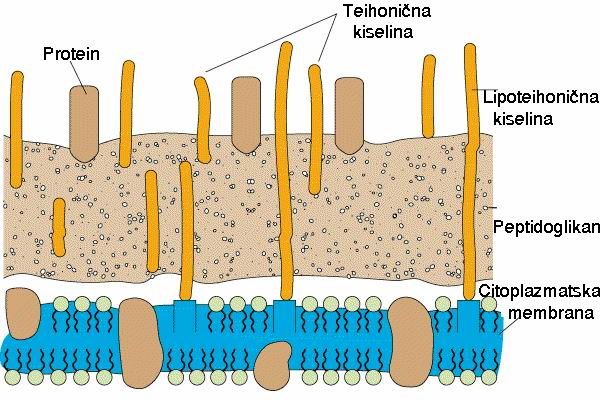 Teihonična
kiselina
Protein
Lipoteihonična
kiselina
Peptidoglikan
Citoplazmatska
membrana